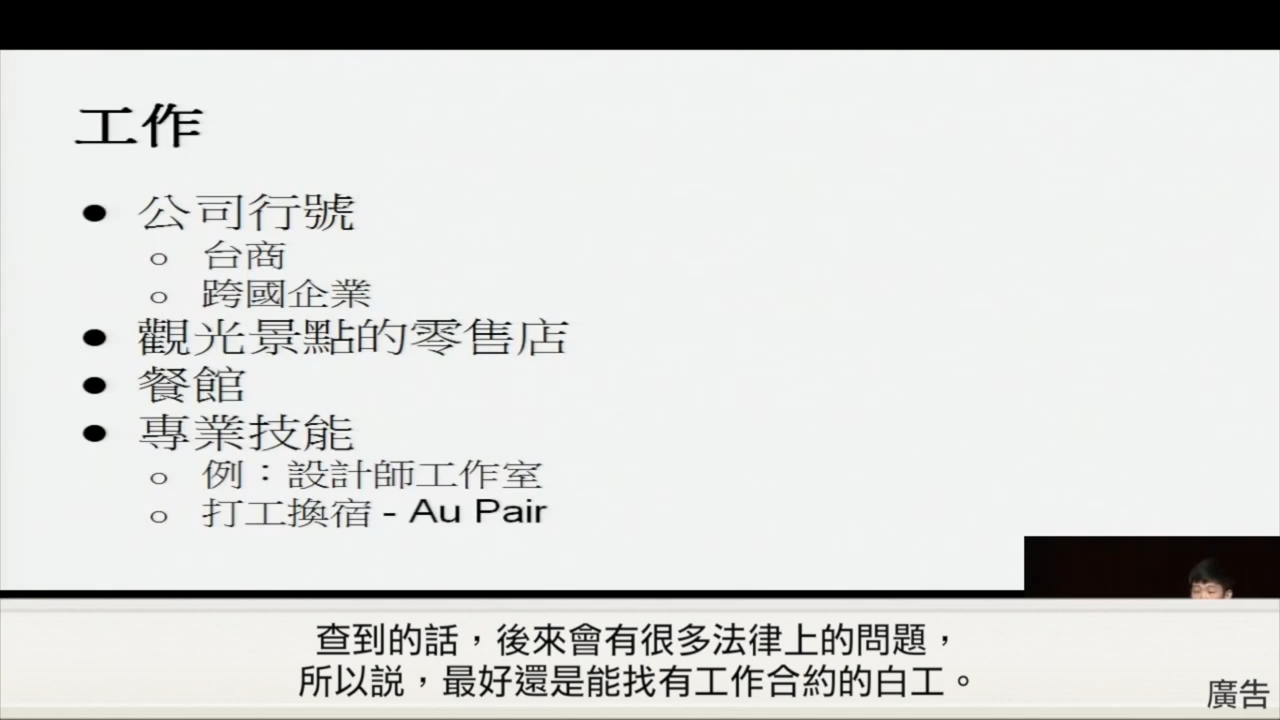 工作
● 公司行號
○ 台商
○ 跨國企業
● 觀光景點的零售店
● 餐館
● 專業技能
○ 例：設計師工作室
○ 打工換宿 - Au Pair
查到的話，後來會有很多法律上的問題，
所以説，最好還是能找有工作合約的白工。
廣告